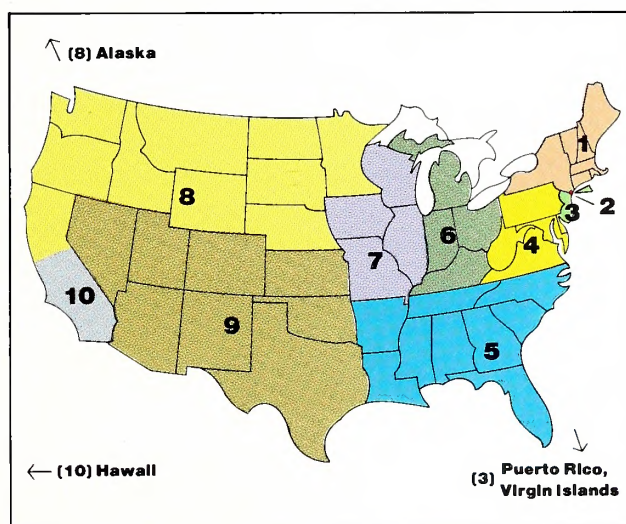 (8) Alaska
1
2
3
4
5
6
7
8
9
10
(10) Hawaii
(3) Puerto Rico,
Virgin Islands